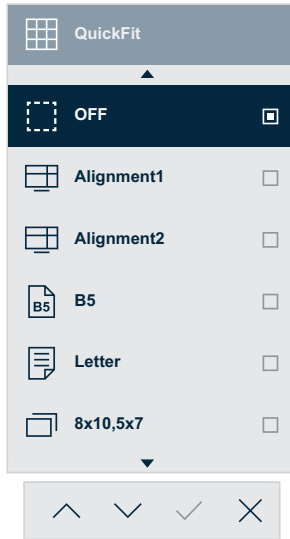 QuickFit
OFF
Alignment1
Alignment2
B5
B5
Letter
8x10,5x7